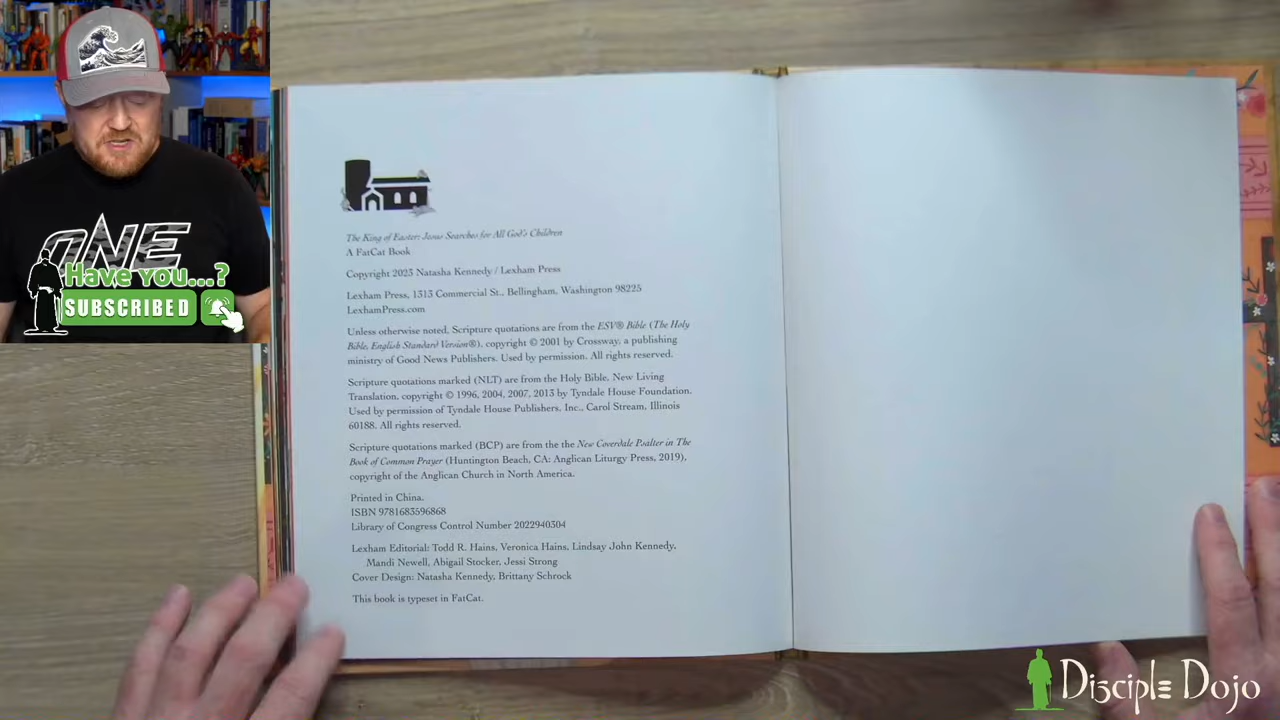 ONE
Have you...?
SUBSCRIBED
The King of Easter: Jesus Searches for All God's Children
A FatCat Book
Copyright 2023 Natasha Kennedy / Lexham Press
Lexham Press, 1313 Commercial St., Bellingham, Washington 98225
LexhamPress.com
Unless otherwise noted, Scripture quotations are from the ESV® Bible (The Holy
Bible, English Standard Version®), copyright © 2001 by Crossway, a publishing
ministry of Good News Publishers. Used by permission. All rights reserved.
Scripture quotations marked (NLT) are from the Holy Bible, New Living
Translation, copyright © 1996, 2004, 2007, 2013 by Tyndale House Foundation.
Used by permission of Tyndale House Publishers, Inc., Carol Stream, Illinois
60188. All rights reserved.
Scripture quotations marked (BCP) are from the the New Coverdale Psalter in The
Book of Common Prayer (Huntington Beach, CA: Anglican Liturgy Press, 2019),
copyright of the Anglican Church in North America.
Printed in China.
ISBN 9781683596868
Library of Congress Control Number 2022940304
Lexham Editorial: Todd R. Hains, Veronica Hains, Lindsay John Kennedy,
Mandi Newell, Abigail Stocker, Jessi Strong
Cover Design: Natasha Kennedy, Brittany Schrock
This book is typeset in FatCat.
Disciple Dojo